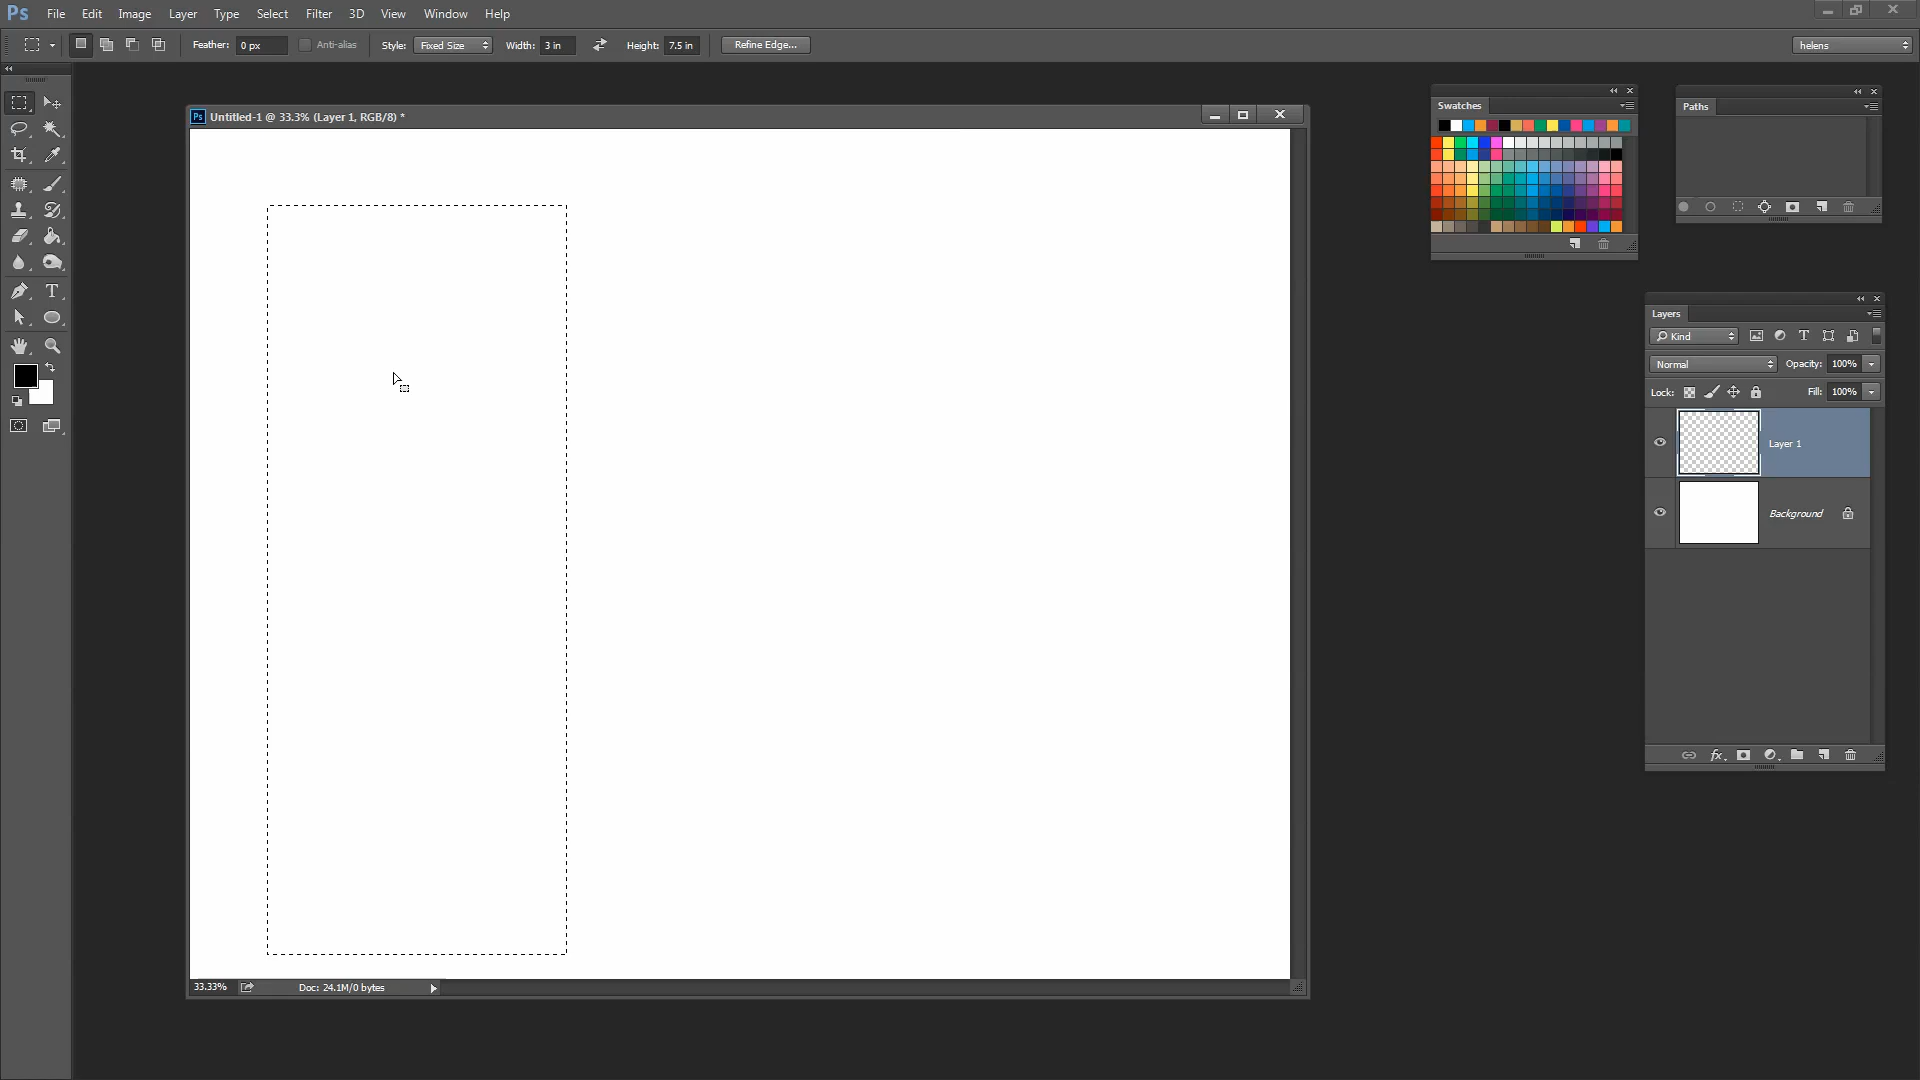 Ps File Edit Image Layer Type Select Filter 3D View Window Help
Feather: 0 px Anti-alias Style: Fixed Size Width: 3 in Height: 7.5 in Refine Edge... helens
Ps Untitled-1 @ 33.3% (Layer 1, RGB/8) *
Swatches
Paths
Layers
Kind
Normal Opacity: 100%
Lock: Fill: 100%
Layer 1
Background
fx
33.33% Doc: 24.1M/0 bytes